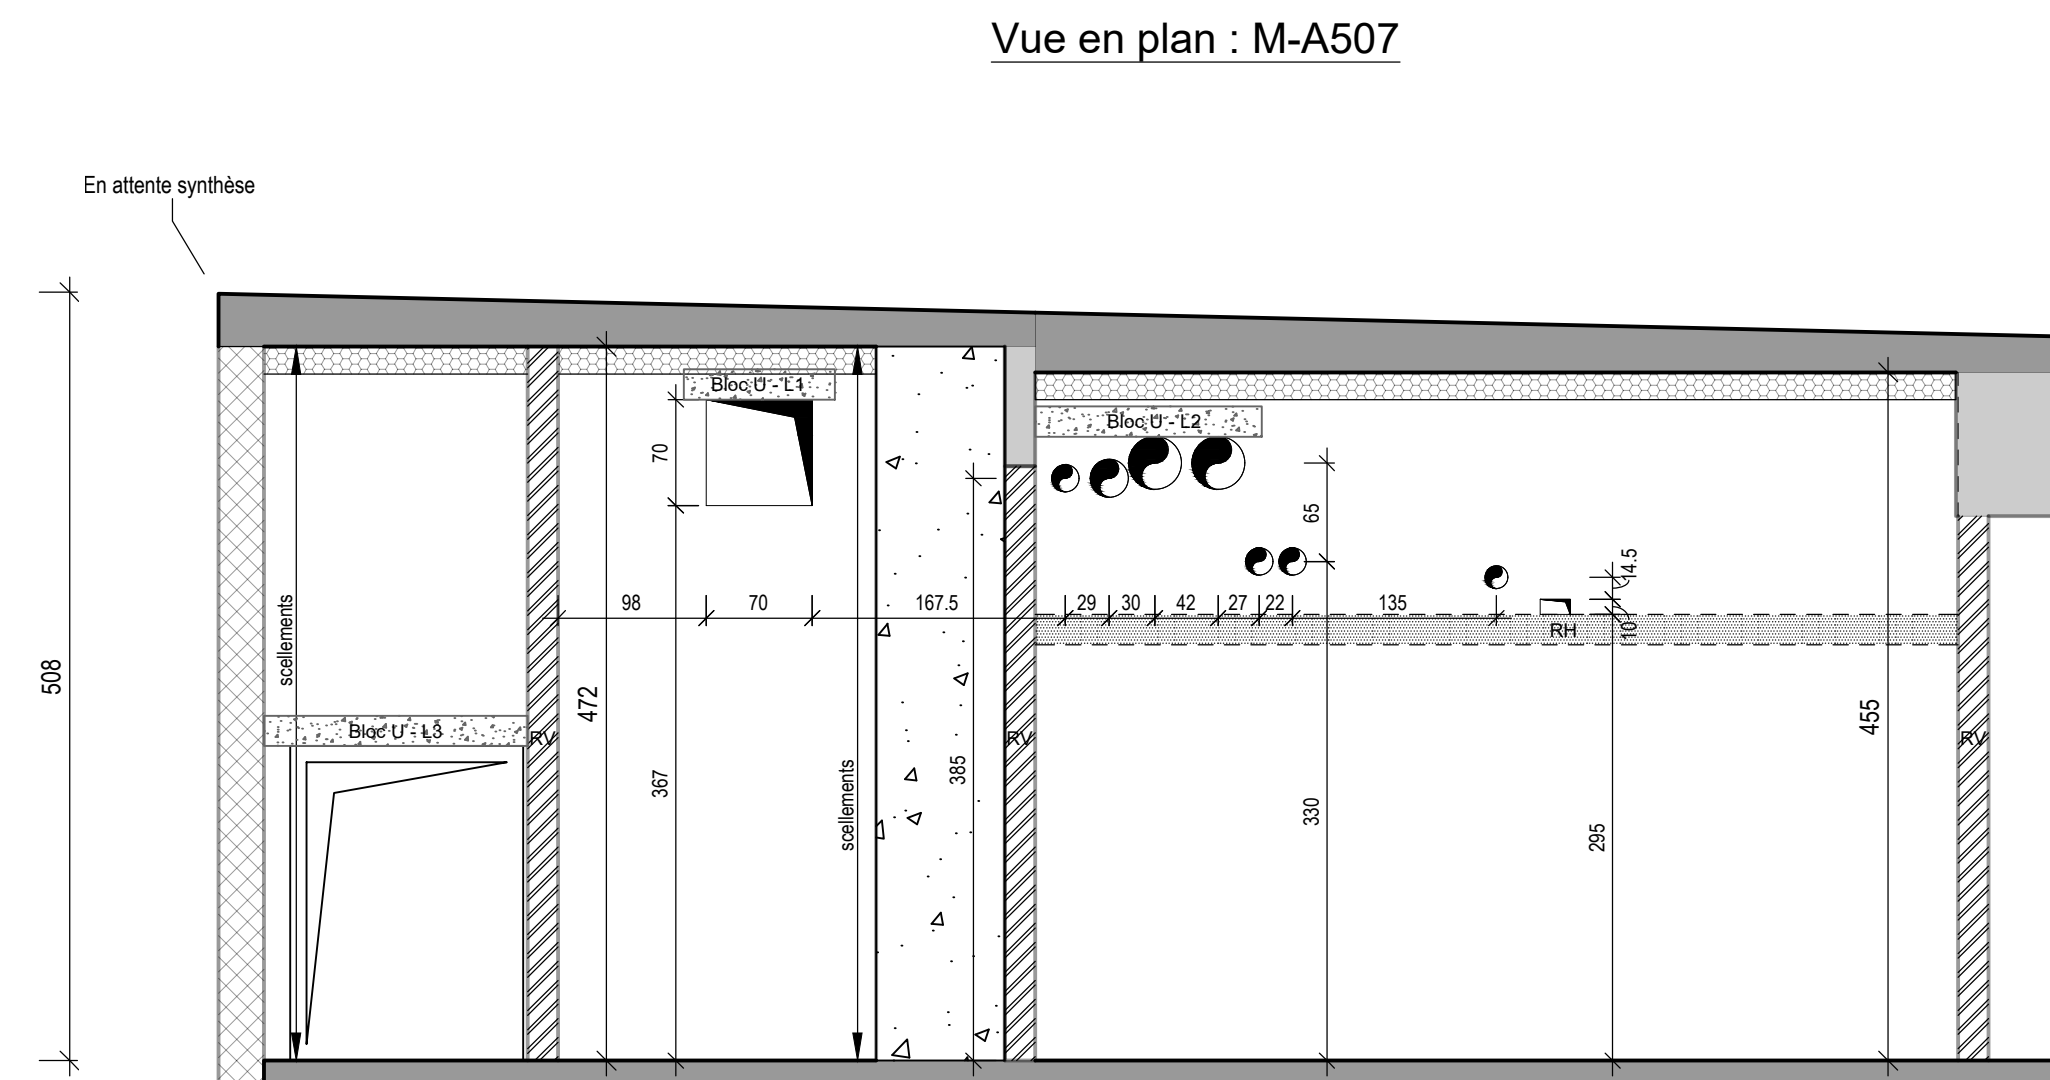 Vue en plan : M-A507
En attente synthèse
Bloc U - L1
Bloc U - L2
70
65
14.5
98
70
167.5
29
30
42
27
22
135
10
RH
scellements
508
472
455
Bloc U - L3
RV
RV
RV
367
385
scellements
330
295